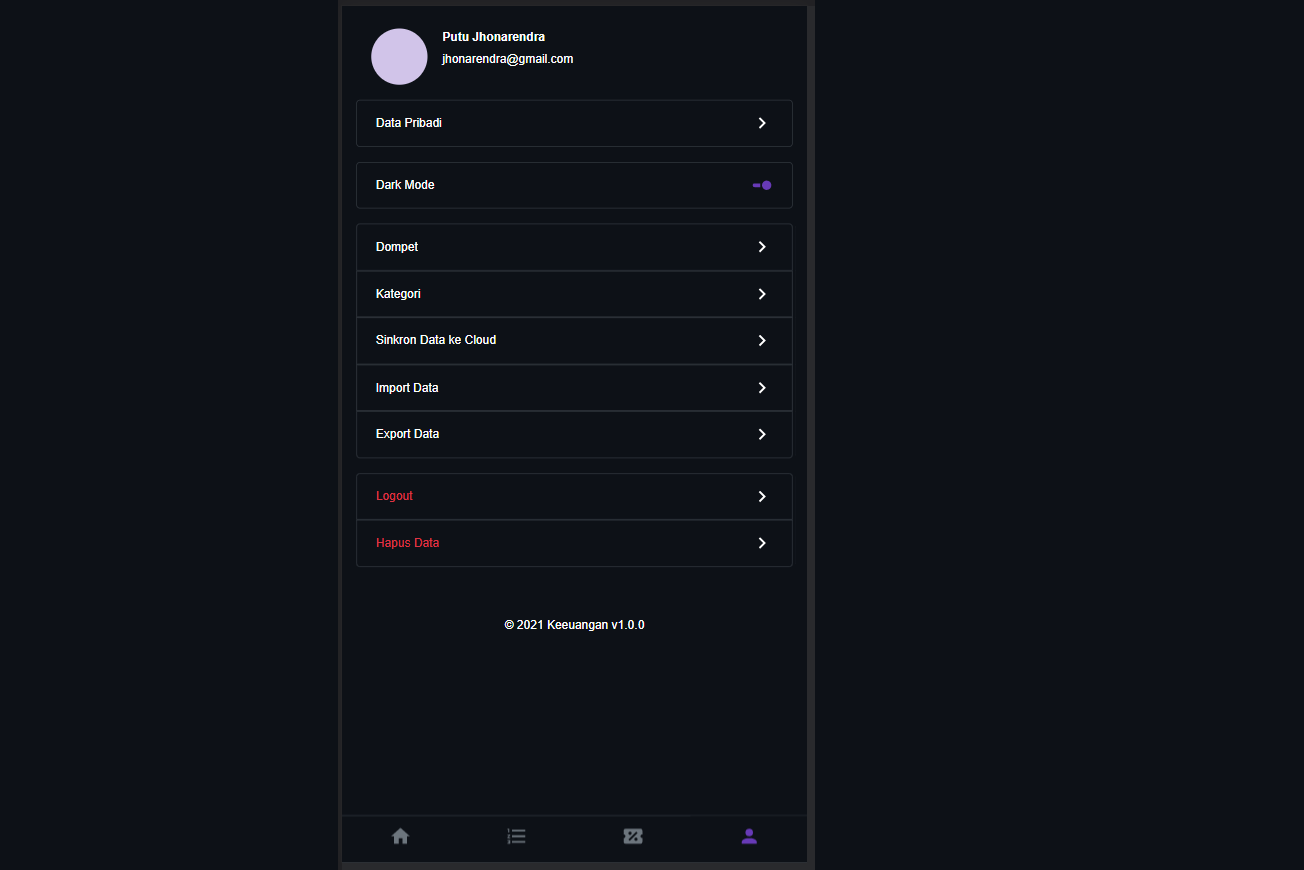 Putu Jhonarendra
jhonarendra@gmail.com
Data Pribadi
Dark Mode
Dompet
Kategori
Sinkron Data ke Cloud
Import Data
Export Data
Logout
Hapus Data
© 2021 Keeuangan v1.0.0